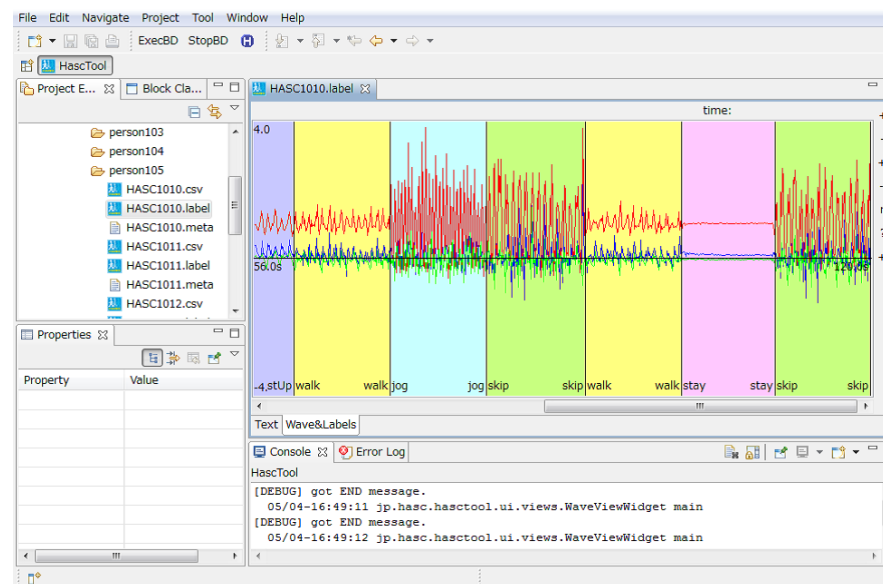 File Edit Navigate Project Tool Window Help
ExecBD StopBD
HascTool
Project E... Block Cla...
HASC1010.label
time:
person103
person104
person105
HASC1010.csv
HASC1010.label
HASC1010.meta
HASC1011.csv
HASC1011.label
HASC1011.meta
HASC1012.csv
4.0
56.0s
120.0s
-4.stUp walk walk jog jog skip skip walk walk stay stay skip skip
Text Wave&Labels
Properties
Property Value
Console Error Log
HascTool
[DEBUG] got END message.
05/04-16:49:11 jp.hasc.hasctool.ui.views.WaveViewWidget main
[DEBUG] got END message.
05/04-16:49:12 jp.hasc.hasctool.ui.views.WaveViewWidget main